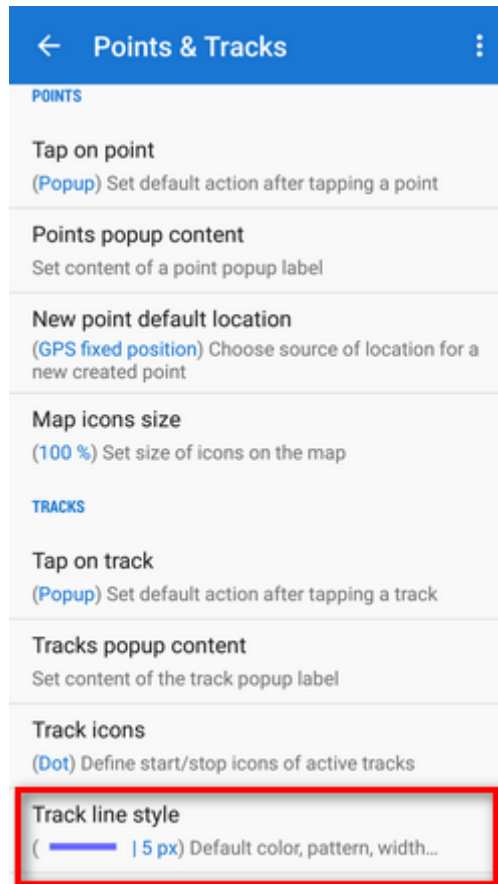 Points & Tracks
POINTS
Tap on point
(Popup) Set default action after tapping a point
Points popup content
Set content of a point popup label
New point default location
(GPS fixed position) Choose source of location for a
new created point
Map icons size
(100 %) Set size of icons on the map
TRACKS
Tap on track
(Popup) Set default action after tapping a track
Tracks popup content
Set content of the track popup label
Track icons
(Dot) Define start/stop icons of active tracks
Track line style
( | 5 px) Default color, pattern, width...